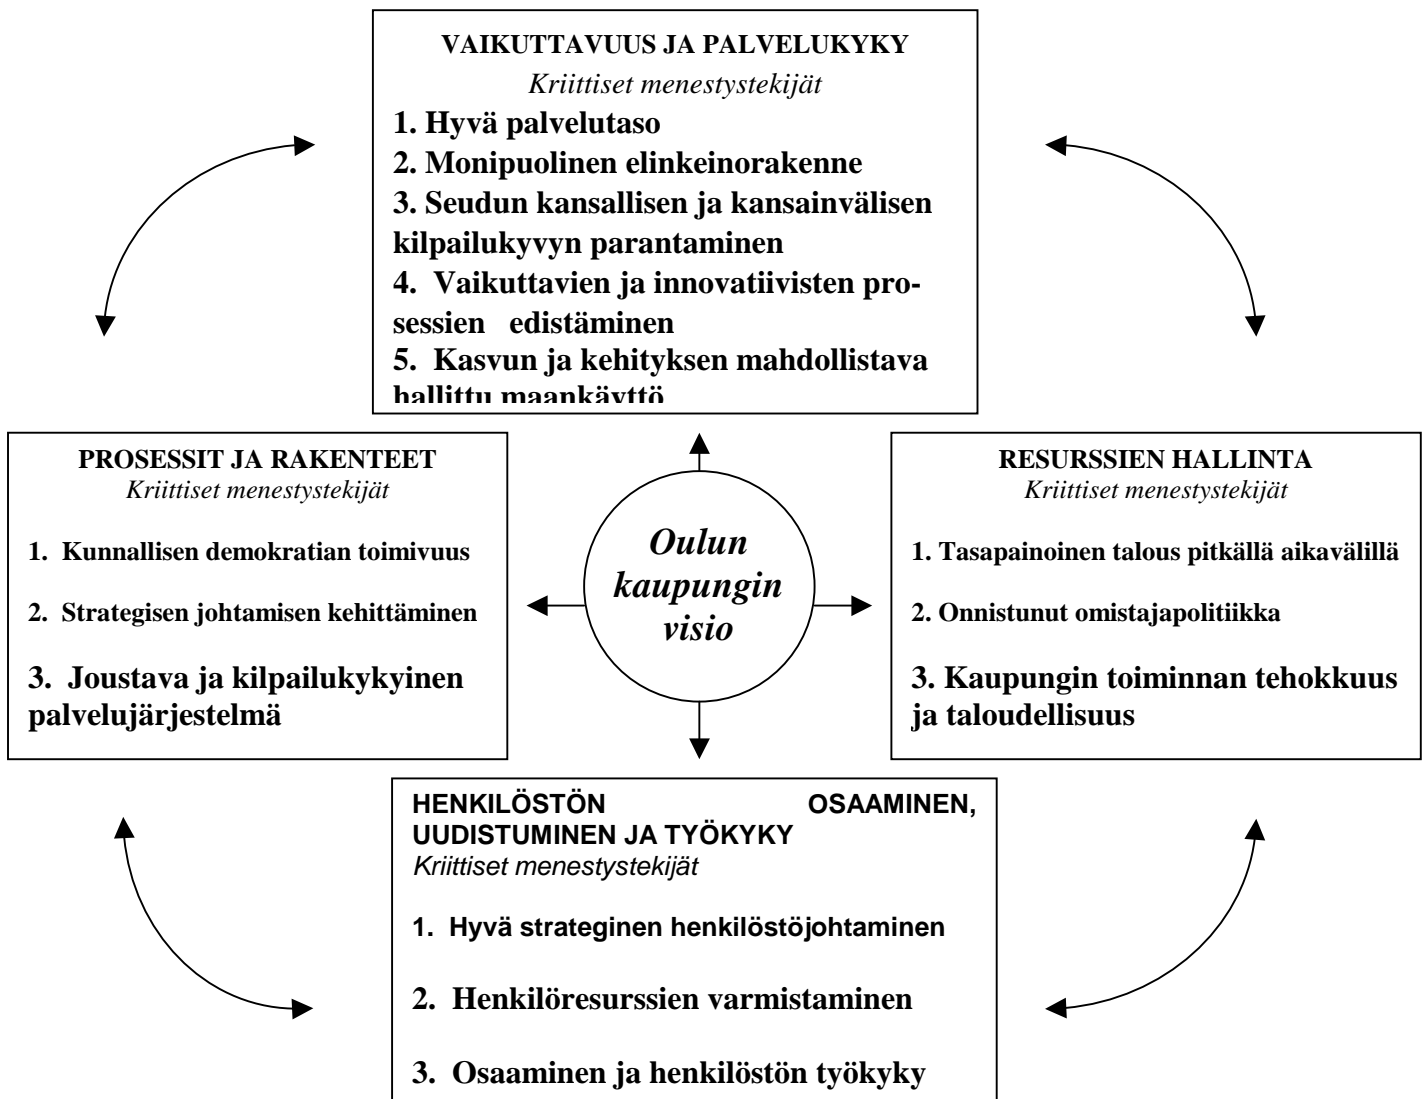 VAIKUTTAVUUS JA PALVELUKYKY
Kriittiset menestystekijät
1. Hyvä palvelutaso
2. Monipuolinen elinkeinorakenne
3. Seudun kansallisen ja kansainvälisen
kilpailukyvyn parantaminen
4. Vaikuttavien ja innovatiivisten pro-
sessien edistäminen
5. Kasvun ja kehityksen mahdollistava
hallittu maankäyttö
PROSESSIT JA RAKENTEET
Kriittiset menestystekijät
1. Kunnallisen demokratian toimivuus
2. Strategisen johtamisen kehittäminen
3. Joustava ja kilpailukykyinen
palvelujärjestelmä
Oulun
kaupungin
visio
RESURSSIEN HALLINTA
Kriittiset menestystekijät
1. Tasapainoinen talous pitkällä aikavälillä
2. Onnistunut omistajapolitiikka
3. Kaupungin toiminnan tehokkuus
ja taloudellisuus
HENKILÖSTÖN OSAAMINEN,
UUDISTUMINEN JA TYÖKYKY
Kriittiset menestystekijät
1. Hyvä strateginen henkilöstöjohtaminen
2. Henkilöresurssien varmistaminen
3. Osaaminen ja henkilöstön työkyky